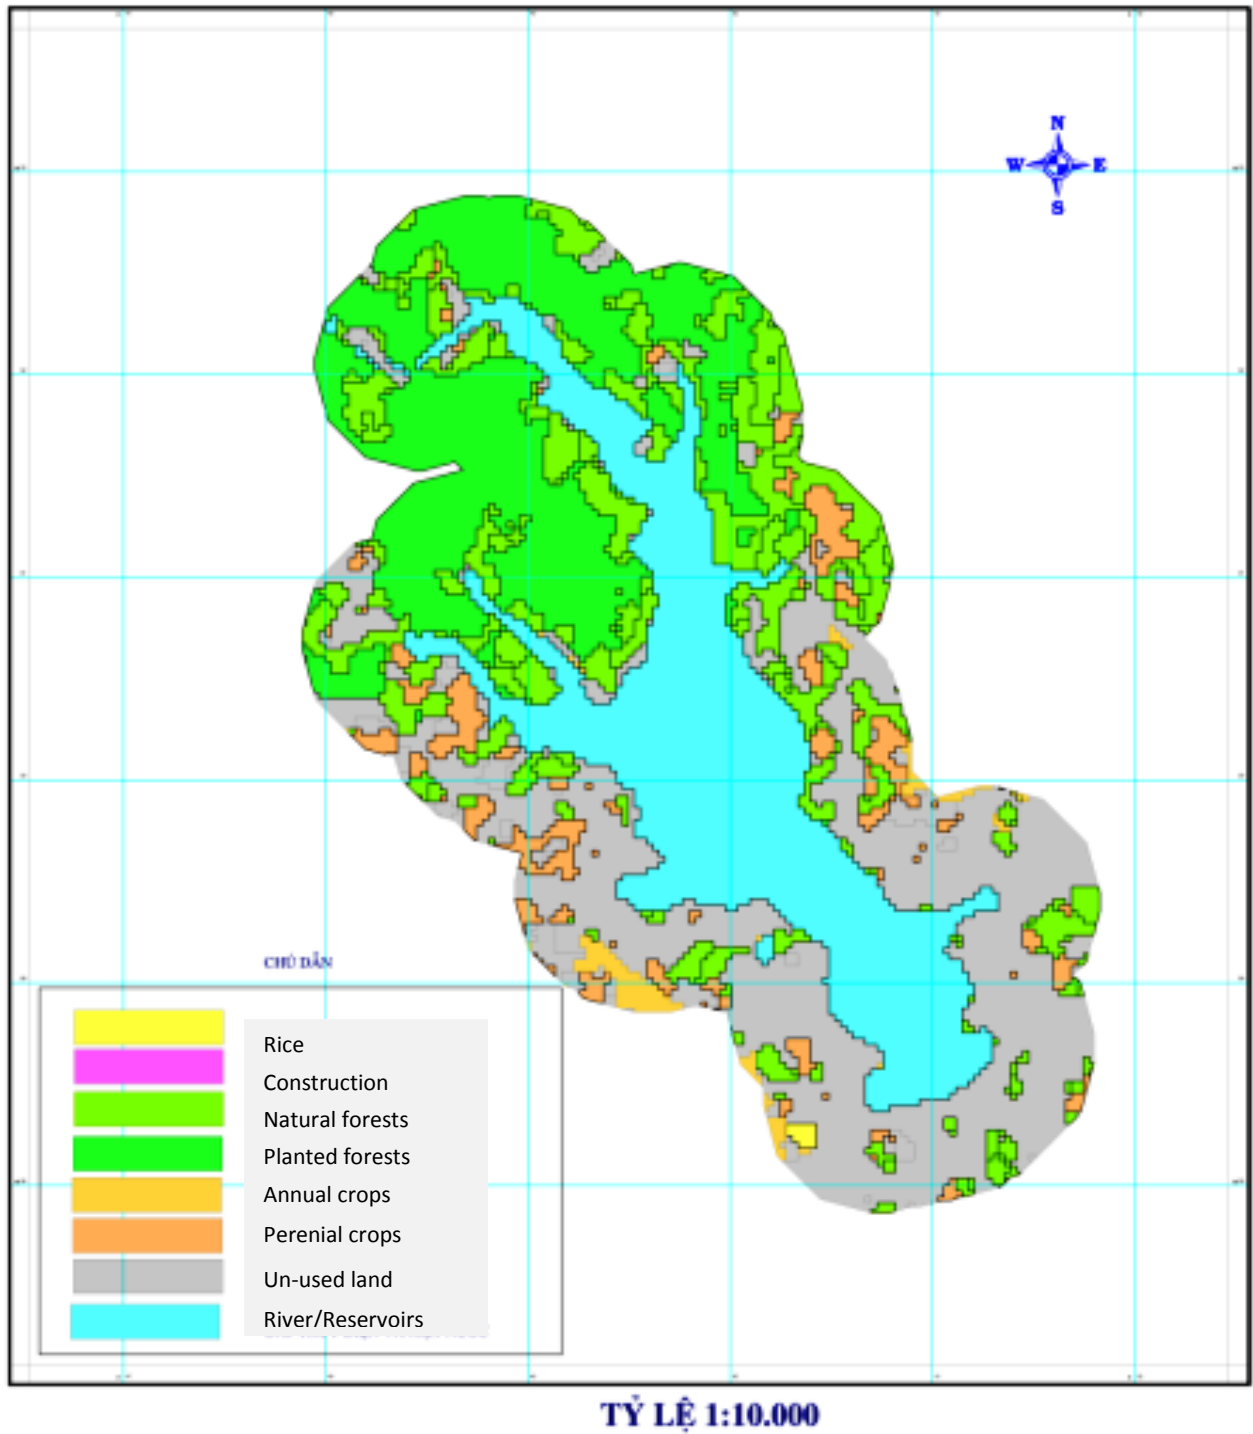 N
W E
S
CHÚ DẪN
Rice
Construction
Natural forests
Planted forests
Annual crops
Perenial crops
Un-used land
River/Reservoirs
TỶ LỆ 1:10.000